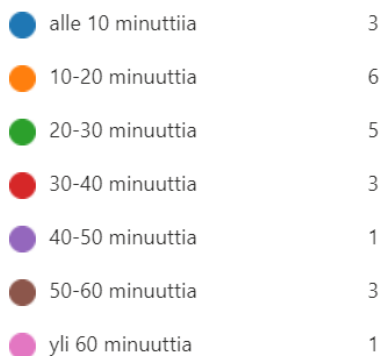 alle 10 minuttiia 3
10-20 minuuttia 6
20-30 minuuttia 5
30-40 minuuttia 3
40-50 minuuttia 1
50-60 minuuttia 3
yli 60 minuuttia 1